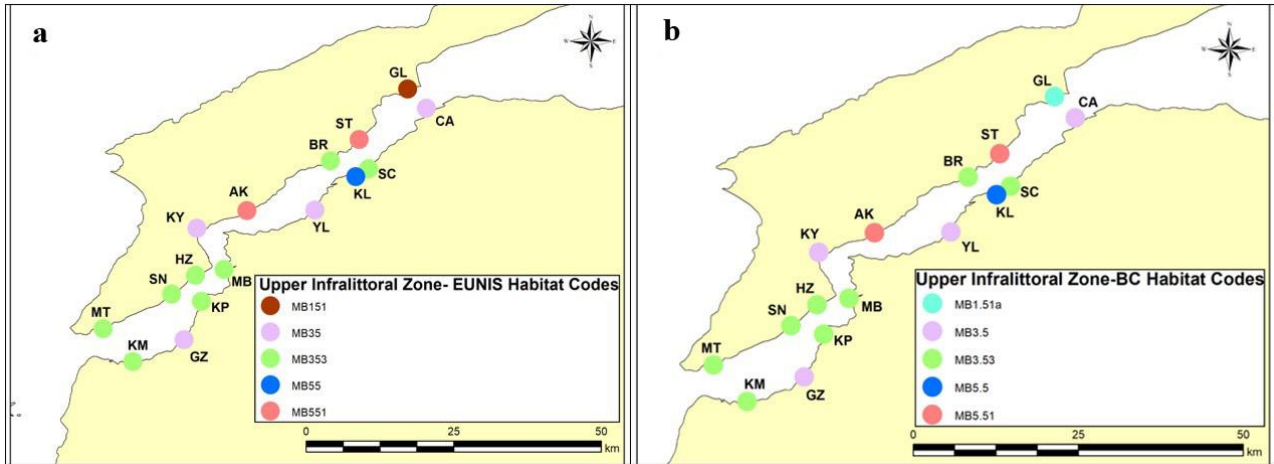 a
N
W E
S
GL
CA
ST
BR
SC
KL
AK
YL
KY
HZ
MB
SN
KP
MT
GZ
KM
Upper Infralittoral Zone- EUNIS Habitat Codes
MB151
MB35
MB353
MB55
MB551
0 25 50
km
b
N
W E
S
GL
CA
ST
BR
SC
KL
AK
YL
KY
HZ
MB
SN
KP
MT
GZ
KM
Upper Infralittoral Zone-BC Habitat Codes
MB1.51a
MB3.5
MB3.53
MB5.5
MB5.51
0 25 50
km